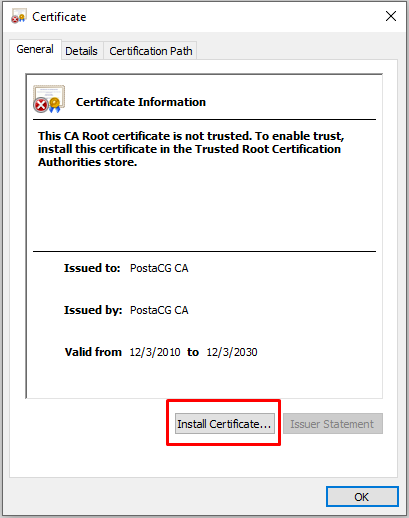 Certificate
General Details Certification Path
Certificate Information
This CA Root certificate is not trusted. To enable trust,
install this certificate in the Trusted Root Certification
Authorities store.
Issued to: PostaCG CA
Issued by: PostaCG CA
Valid from 12/3/2010 to 12/3/2030
Install Certificate... Issuer Statement
OK